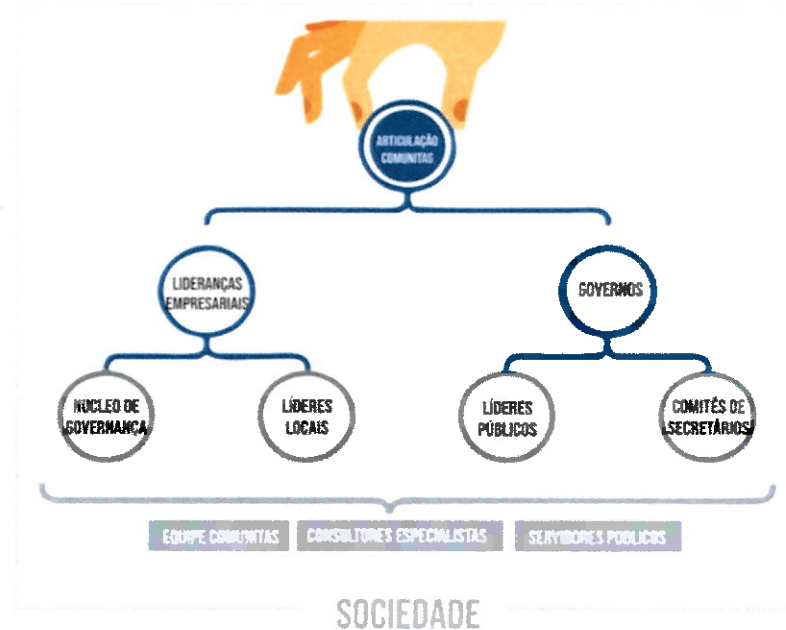 ARTICULAÇÃO
COMUNITAS
LIDERANÇAS
EMPRESARIAIS
GOVERNOS
NÚCLEO DE
GOVERNANÇA
LÍDERES
LOCAIS
LÍDERES
PÚBLICOS
COMITÊS DE
SECRETÁRIOS
EQUIPE COMUNITAS
CONSULTORES ESPECIALISTAS
SERVIDORES PÚBLICOS
SOCIEDADE